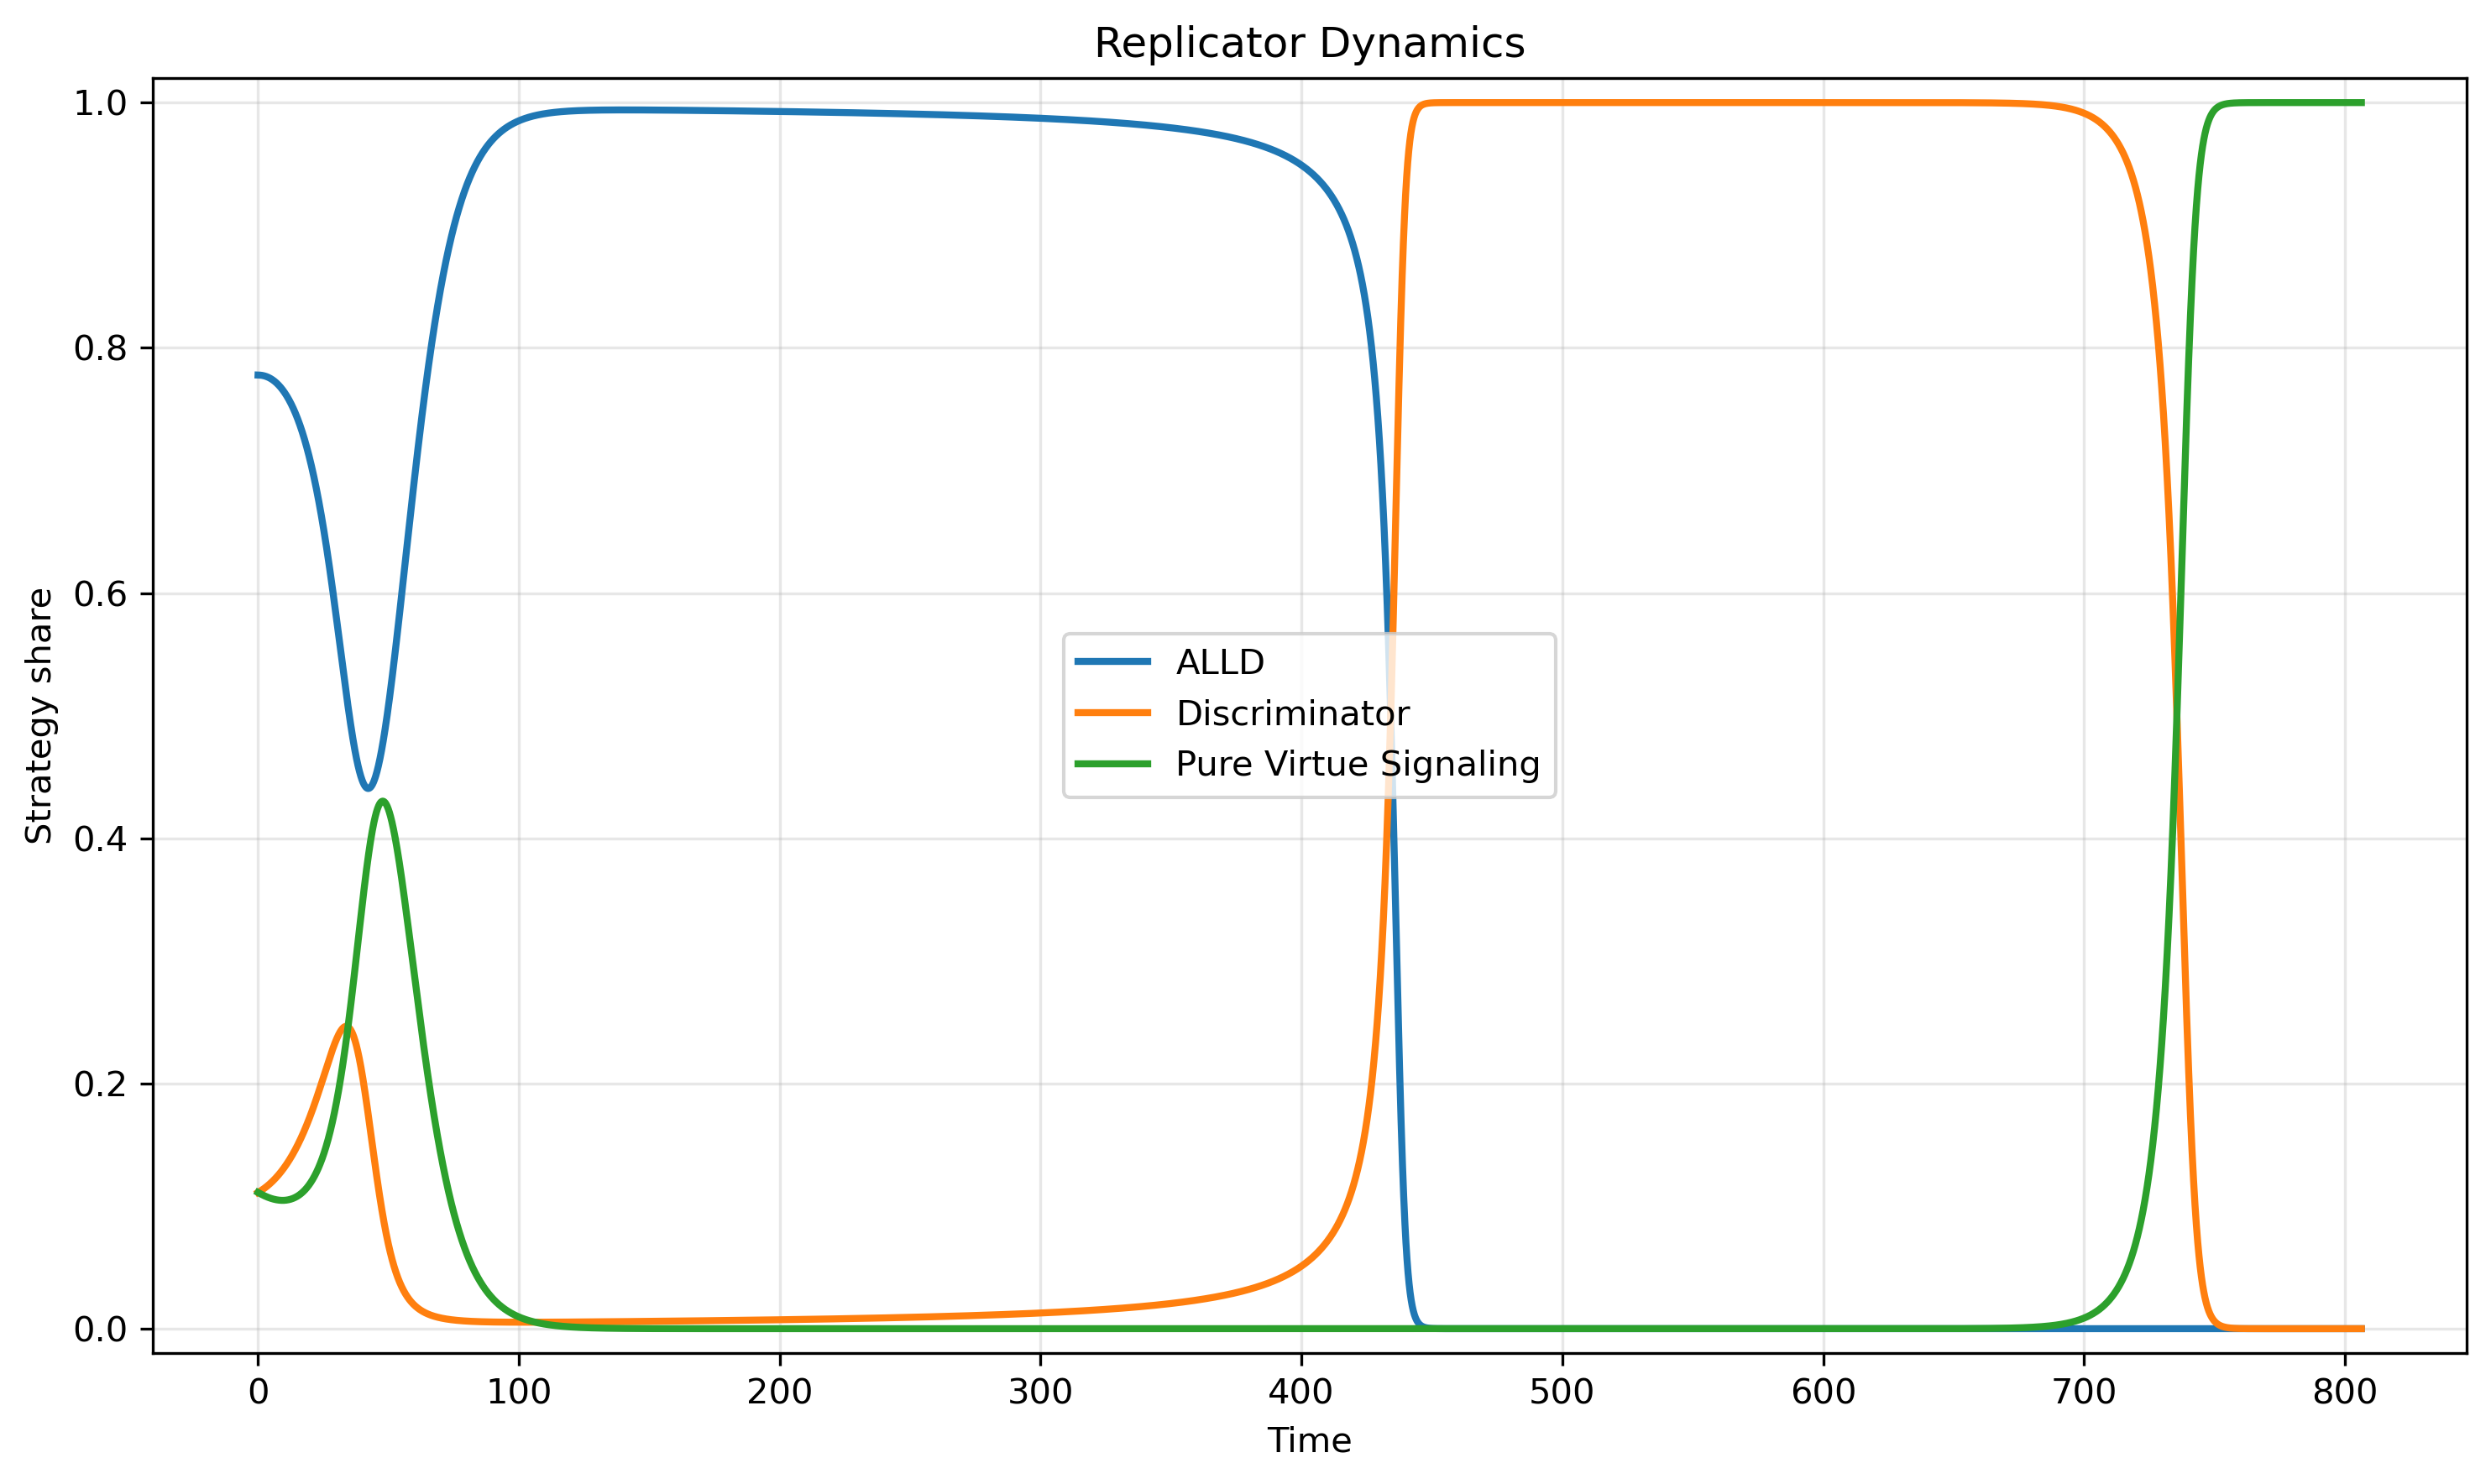 Replicator Dynamics
1.0
0.8
0.6
0.4
0.2
0.0
Strategy share
ALLD
Discriminator
Pure Virtue Signaling
0 100 200 300 400 500 600 700 800
Time